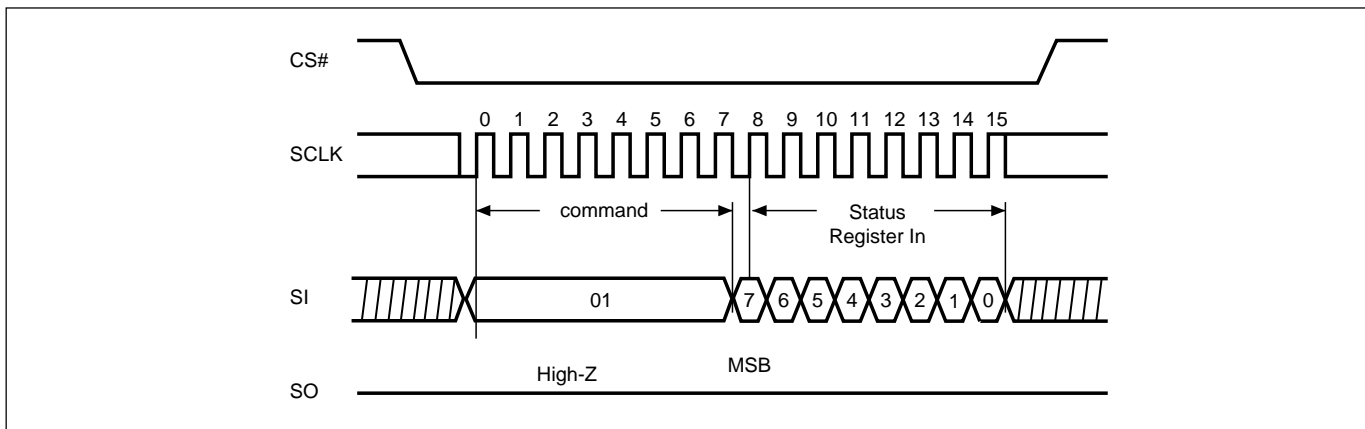 CS#
0 1 2 3 4 5 6 7 8 9 10 11 12 13 14 15
SCLK
command
Status
Register In
SI
01
7 6 5 4 3 2 1 0
MSB
High-Z
SO